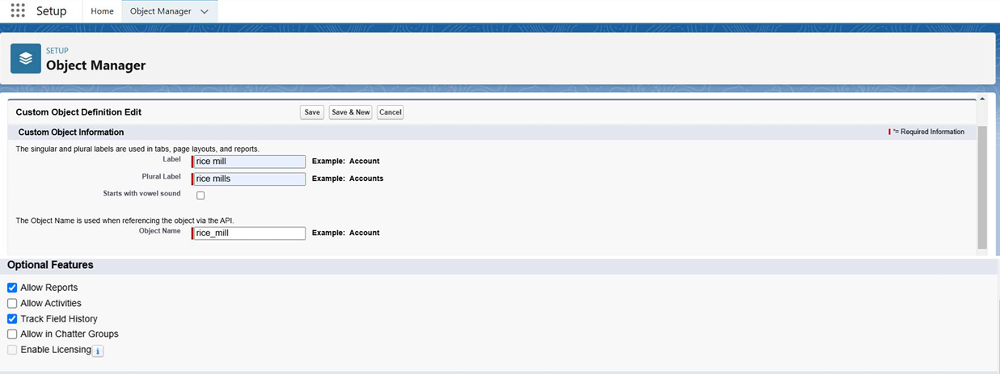 Setup Home Object Manager
SETUP
Object Manager
Custom Object Definition Edit Save Save & New Cancel
Custom Object Information *= Required Information
The singular and plural labels are used in tabs, page layouts, and reports.
Label rice mill Example: Account
Plural Label rice mills Example: Accounts
Starts with vowel sound
The Object Name is used when referencing the object via the API.
Object Name rice_mill Example: Account
Optional Features
Allow Reports
Allow Activities
Track Field History
Allow in Chatter Groups
Enable Licensing i